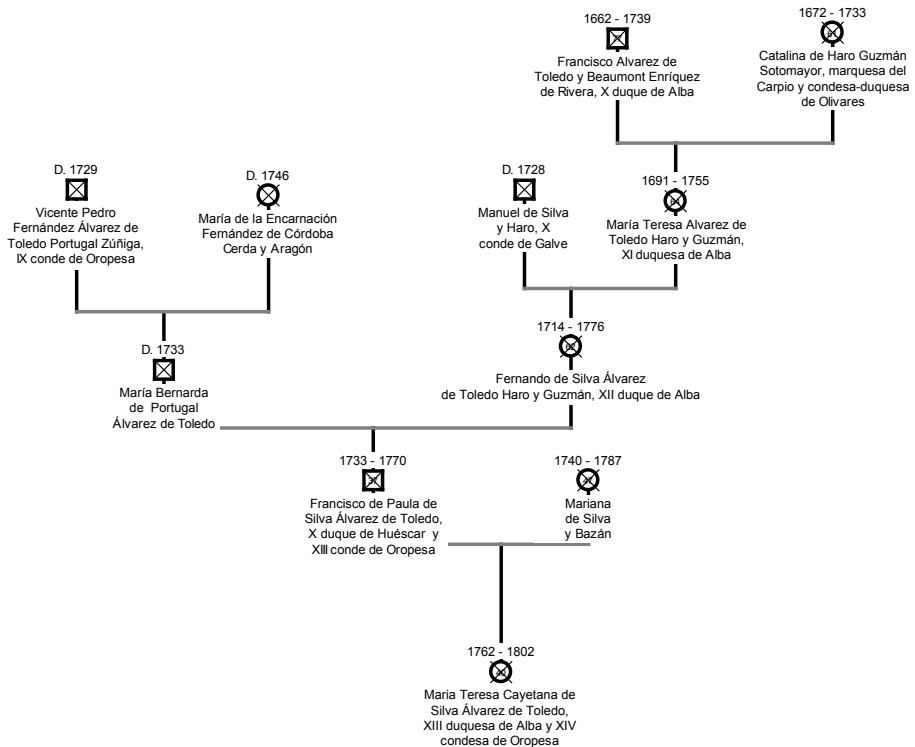 1662 - 1739
Francisco Alvarez de
Toledo y Beaumont Enríquez
de Rivera, X duque de Alba
1672 - 1733
61
Catalina de Haro Guzmán
Sotomayor, marquesa del
Carpio y condesa-duquesa
de Olivares
D. 1729
Vicente Pedro
Fernández Álvarez de
Toledo Portugal Zúñiga,
IX conde de Oropesa
D. 1746
María de la Encarnación
Fernández de Córdoba
Cerda y Aragón
D. 1728
Manuel de Silva
y Haro, X
conde de Galve
1691 - 1755
64
María Teresa Alvarez de
Toledo Haro y Guzmán,
XI duquesa de Alba
D. 1733
María Bernarda
de Portugal
Álvarez de Toledo
1714 - 1776
62
Fernando de Silva Álvarez
de Toledo Haro y Guzmán, XII duque de Alba
1733 - 1770
37
Francisco de Paula de
Silva Álvarez de Toledo,
X duque de Huéscar y
XIII conde de Oropesa
1740 - 1787
47
Mariana
de Silva
y Bazán
1762 - 1802
40
Maria Teresa Cayetana de
Silva Álvarez de Toledo,
XIII duquesa de Alba y XIV
condesa de Oropesa